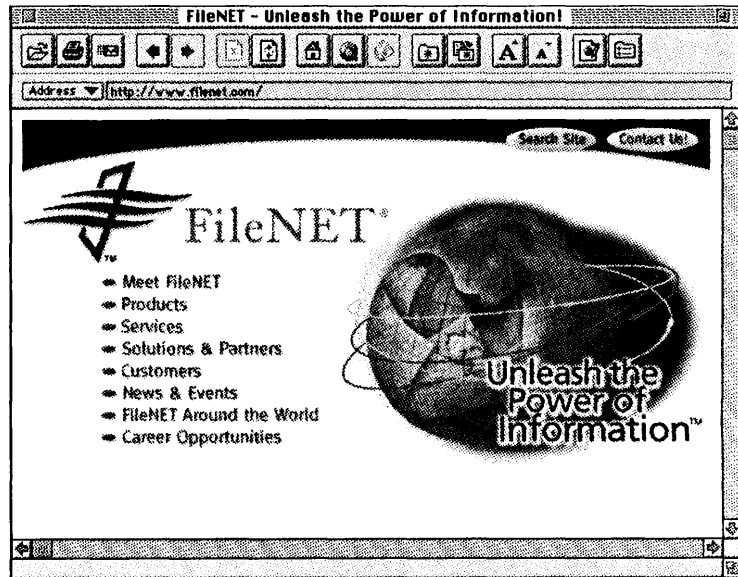 FileNET - Unleash the Power of Information!
Address http://www.filenet.com/
Search Site Contact Us!
FileNET®
TM
Meet FileNET
Products
Services
Solutions & Partners
Customers
News & Events
FileNET Around the World
Career Opportunities
Unleash the
Power of
Information™